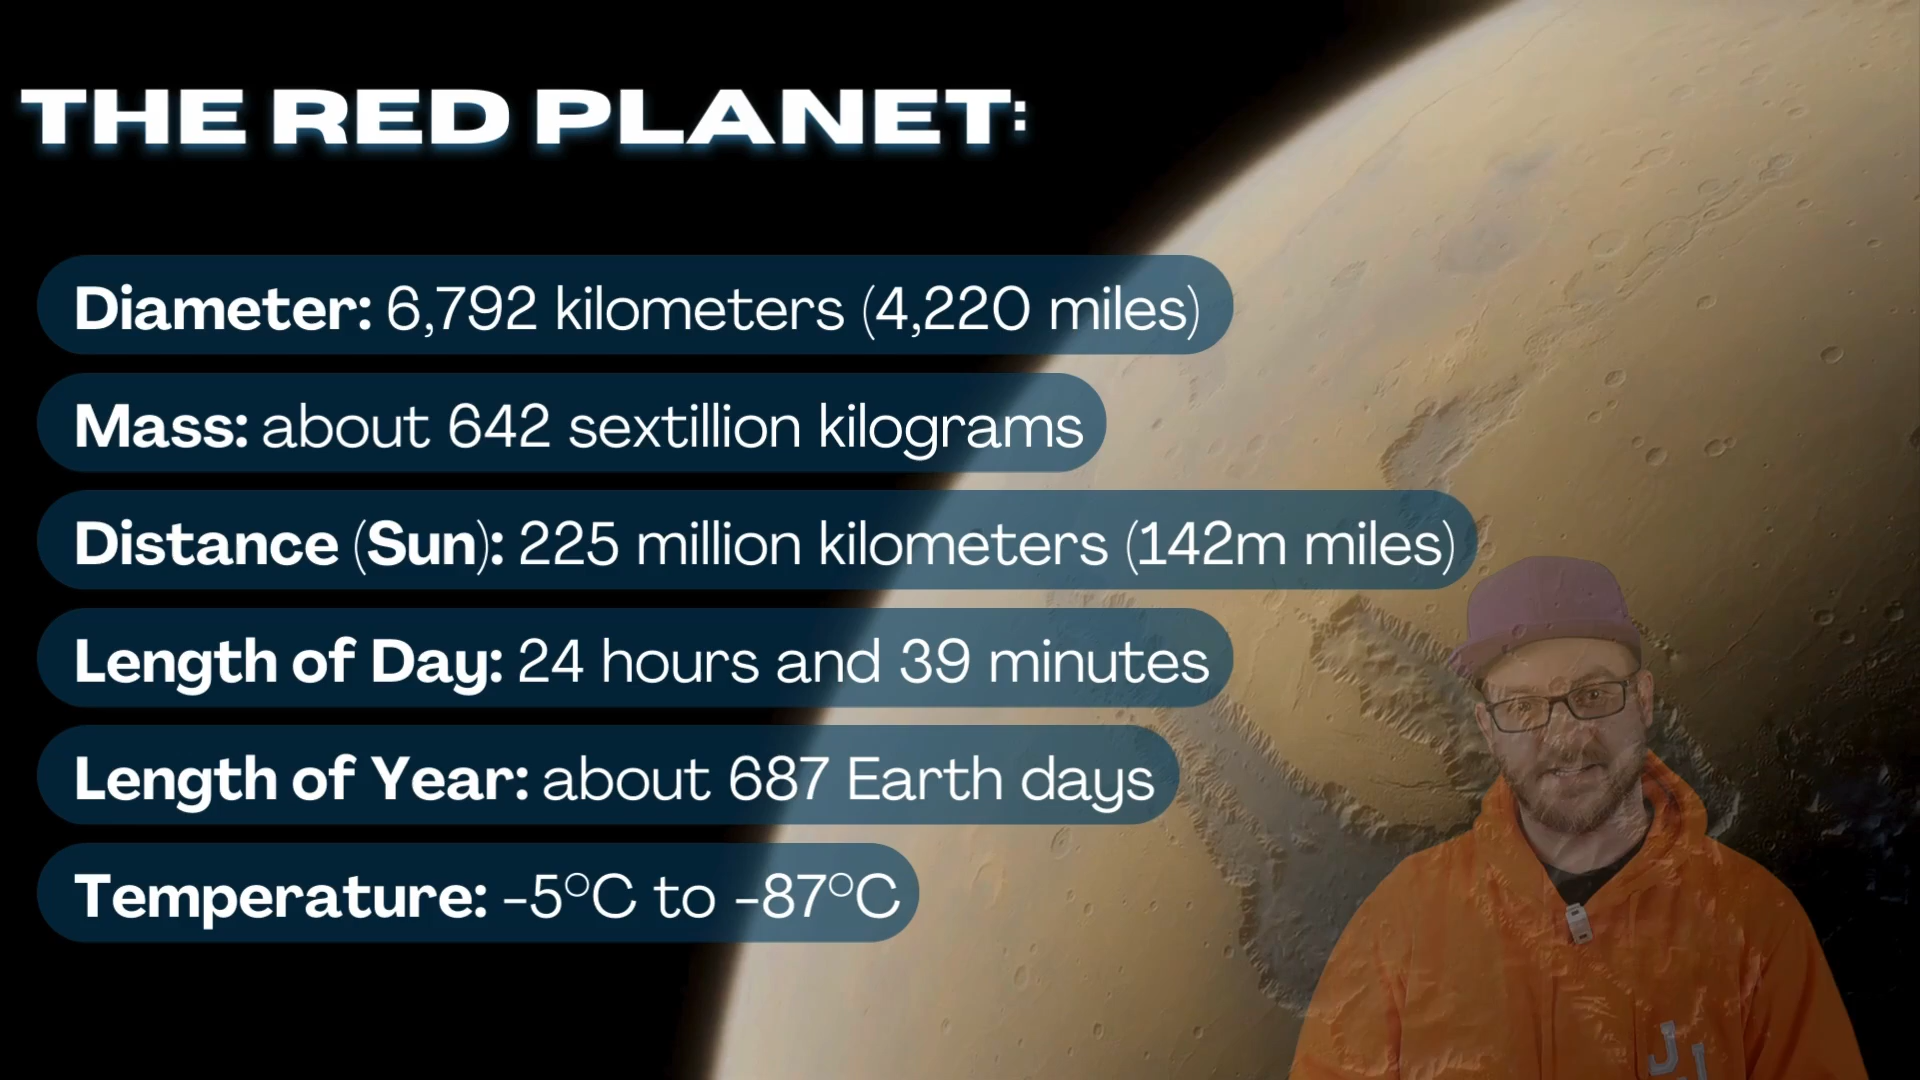 THE RED PLANET:
Diameter: 6,792 kilometers (4,220 miles)
Mass: about 642 sextillion kilograms
Distance (Sun): 225 million kilometers (142m miles)
Length of Day: 24 hours and 39 minutes
Length of Year: about 687 Earth days
Temperature: -5°C to -87°C